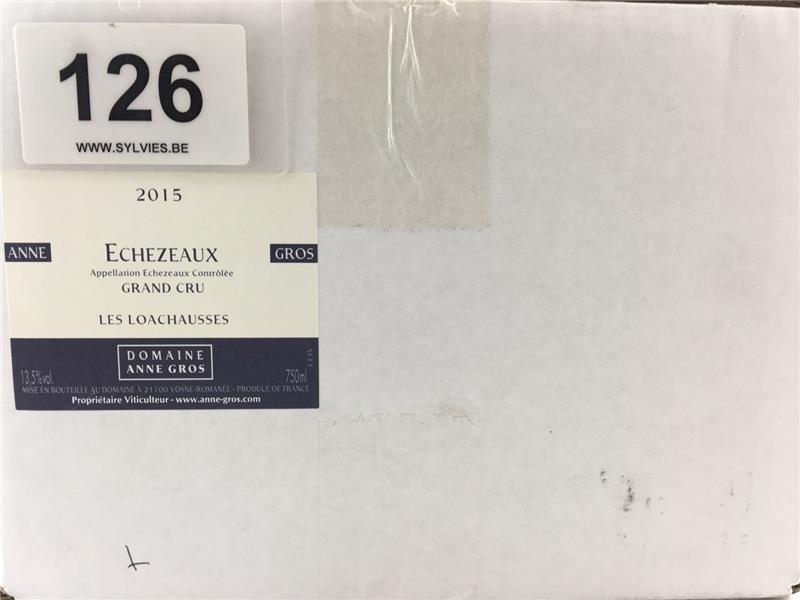 126
WWW.SYLVIES.BE
2015
ANNE ECHEZEAUX GROS
Appellation Echezeaux Contrôlée
GRAND CRU
LES LOACHAUSSES
DOMAINE
ANNE GROS
13,5%vol. 750ml
MISE EN BOUTEILLE AU DOMAINE À 21700 VOSNE-ROMANÉE - PRODUCE OF FRANCE
Propriétaire Viticulteur - www.anne-gros.com